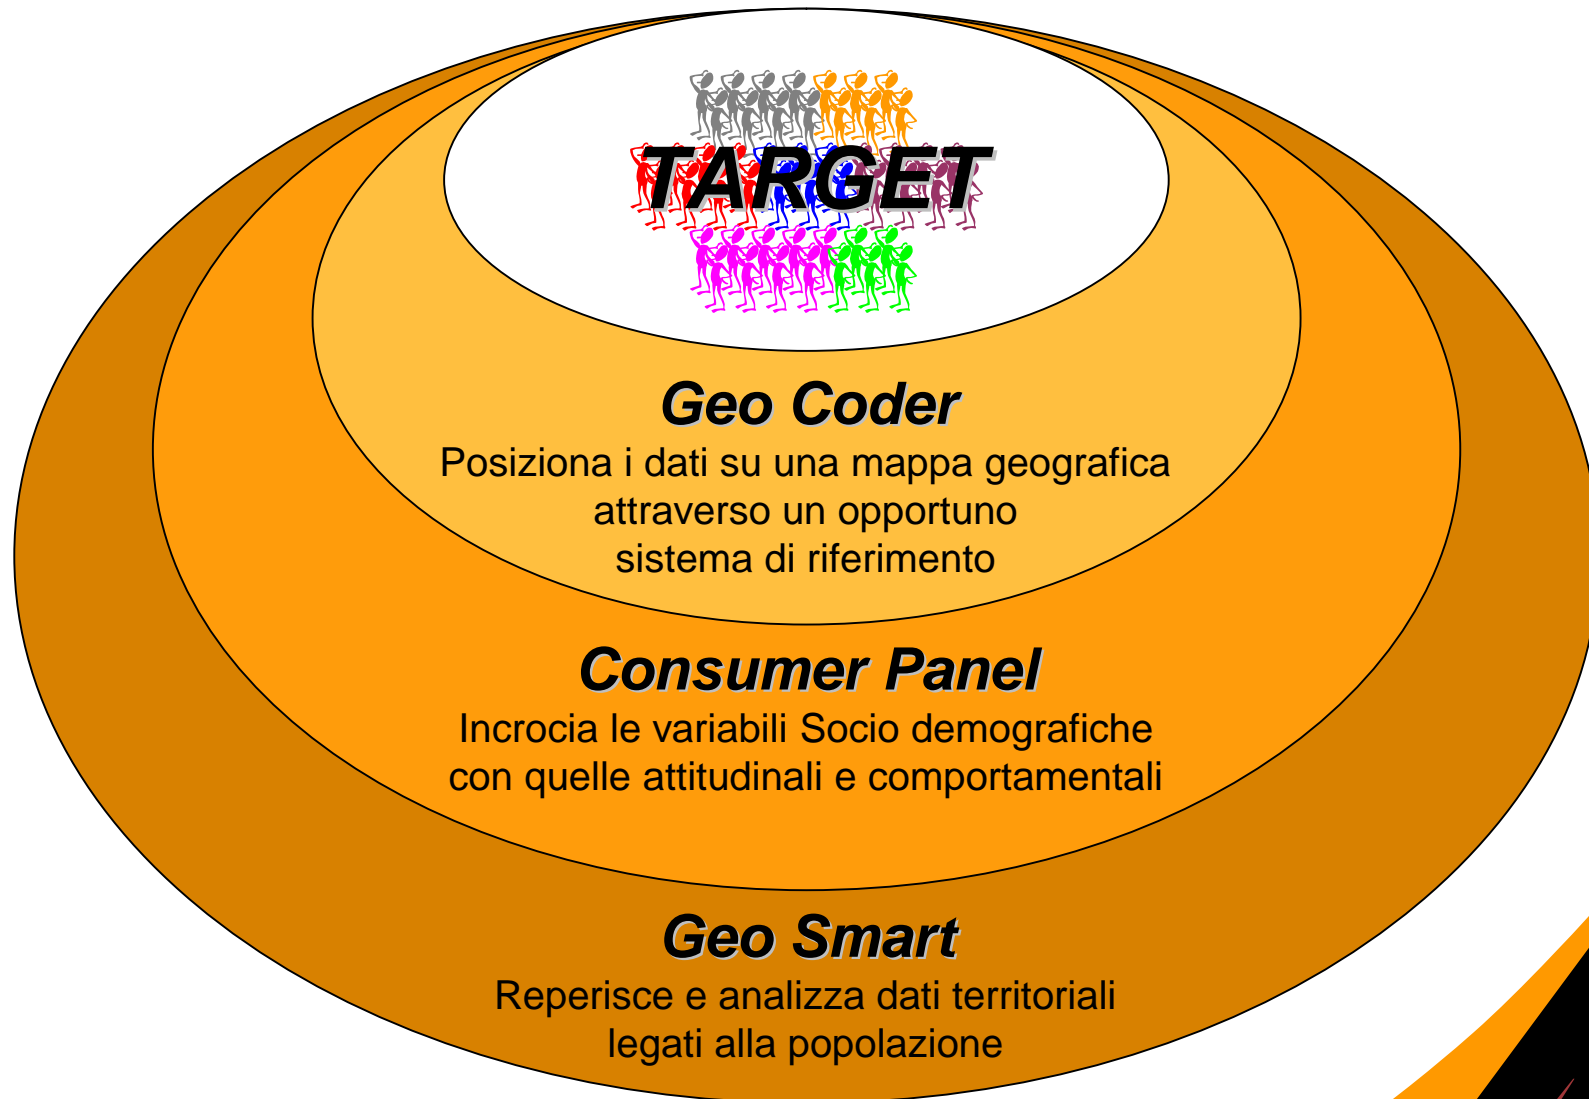 TARGET
Geo Coder
Posiziona i dati su una mappa geografica
attraverso un opportuno
sistema di riferimento
Consumer Panel
Incrocia le variabili Socio demografiche
con quelle attitudinali e comportamentali
Geo Smart
Reperisce e analizza dati territoriali
legati alla popolazione